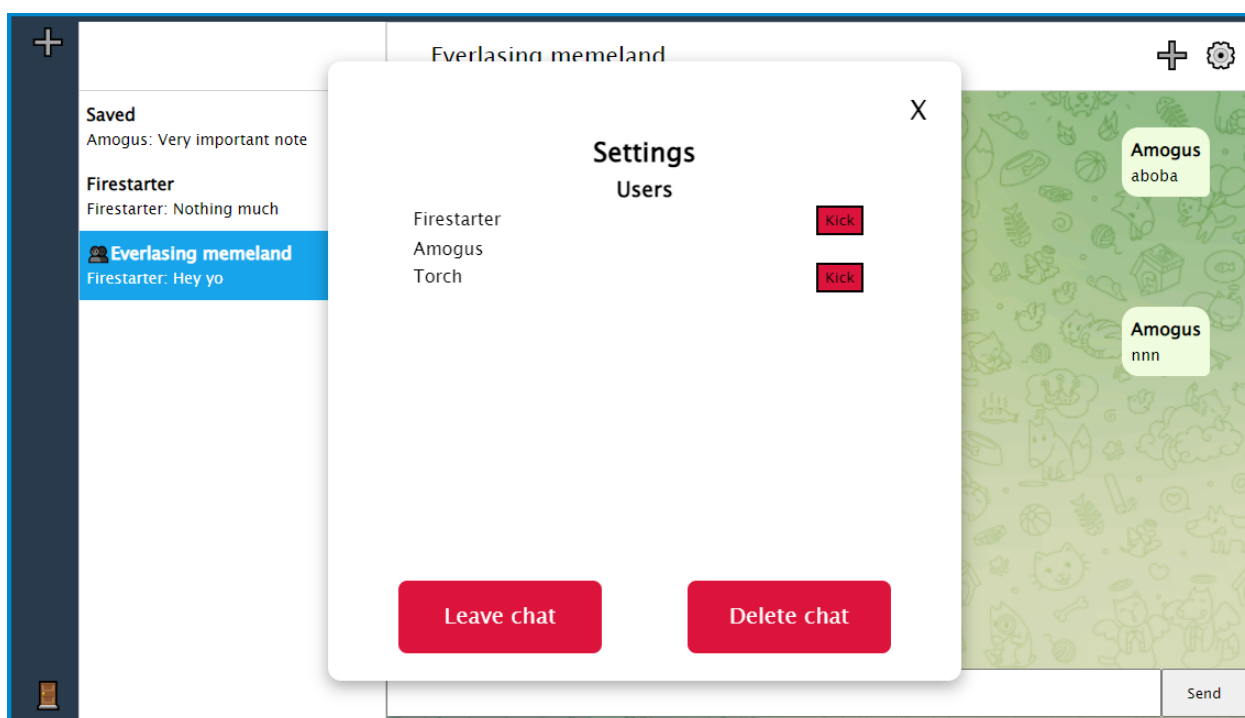 Everlasing memeland
Saved
Amogus: Very important note
Firestarter
Firestarter: Nothing much
Everlasing memeland
Firestarter: Hey yo
X
Settings
Users
Firestarter Kick
Amogus
Torch Kick
Leave chat Delete chat
Amogus
aboba
Amogus
nnn
Send